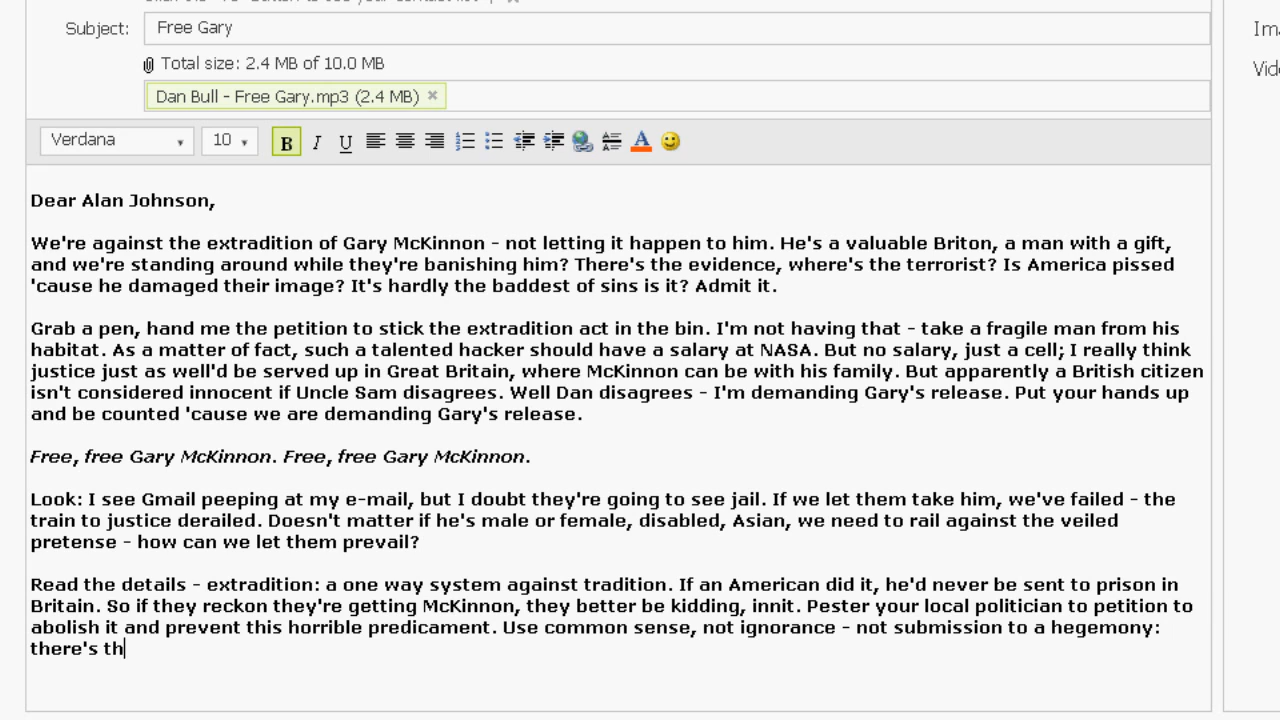 Subject: Free Gary
Total size: 2.4 MB of 10.0 MB
Dan Bull - Free Gary.mp3 (2.4 MB) ×
Verdana 10 B I U
Dear Alan Johnson,
We're against the extradition of Gary McKinnon - not letting it happen to him. He's a valuable Briton, a man with a gift,
and we're standing around while they're banishing him? There's the evidence, where's the terrorist? Is America pissed
'cause he damaged their image? It's hardly the baddest of sins is it? Admit it.
Grab a pen, hand me the petition to stick the extradition act in the bin. I'm not having that - take a fragile man from his
habitat. As a matter of fact, such a talented hacker should have a salary at NASA. But no salary, just a cell; I really think
justice just as well'd be served up in Great Britain, where McKinnon can be with his family. But apparently a British citizen
isn't considered innocent if Uncle Sam disagrees. Well Dan disagrees - I'm demanding Gary's release. Put your hands up
and be counted 'cause we are demanding Gary's release.
Free, free Gary McKinnon. Free, free Gary McKinnon.
Look: I see Gmail peeping at my e-mail, but I doubt they're going to see jail. If we let them take him, we've failed - the
train to justice derailed. Doesn't matter if he's male or female, disabled, Asian, we need to rail against the veiled
pretense - how can we let them prevail?
Read the details - extradition: a one way system against tradition. If an American did it, he'd never be sent to prison in
Britain. So if they reckon they're getting McKinnon, they better be kidding, innit. Pester your local politician to petition to
abolish it and prevent this horrible predicament. Use common sense, not ignorance - not submission to a hegemony:
there's th